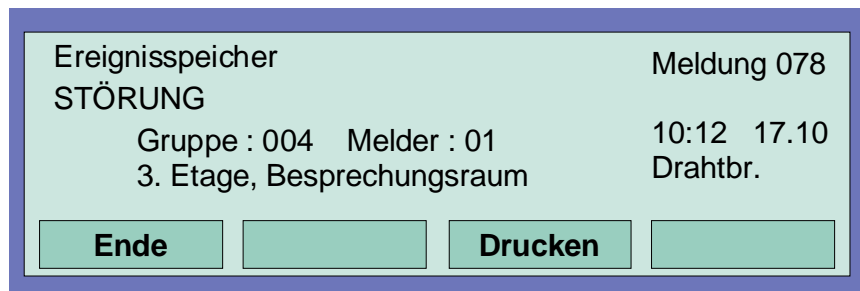 Ereignisspeicher Meldung 078
STÖRUNG
Gruppe : 004 Melder : 01 10:12 17.10
3. Etage, Besprechungsraum Drahtbr.
Ende Drucken